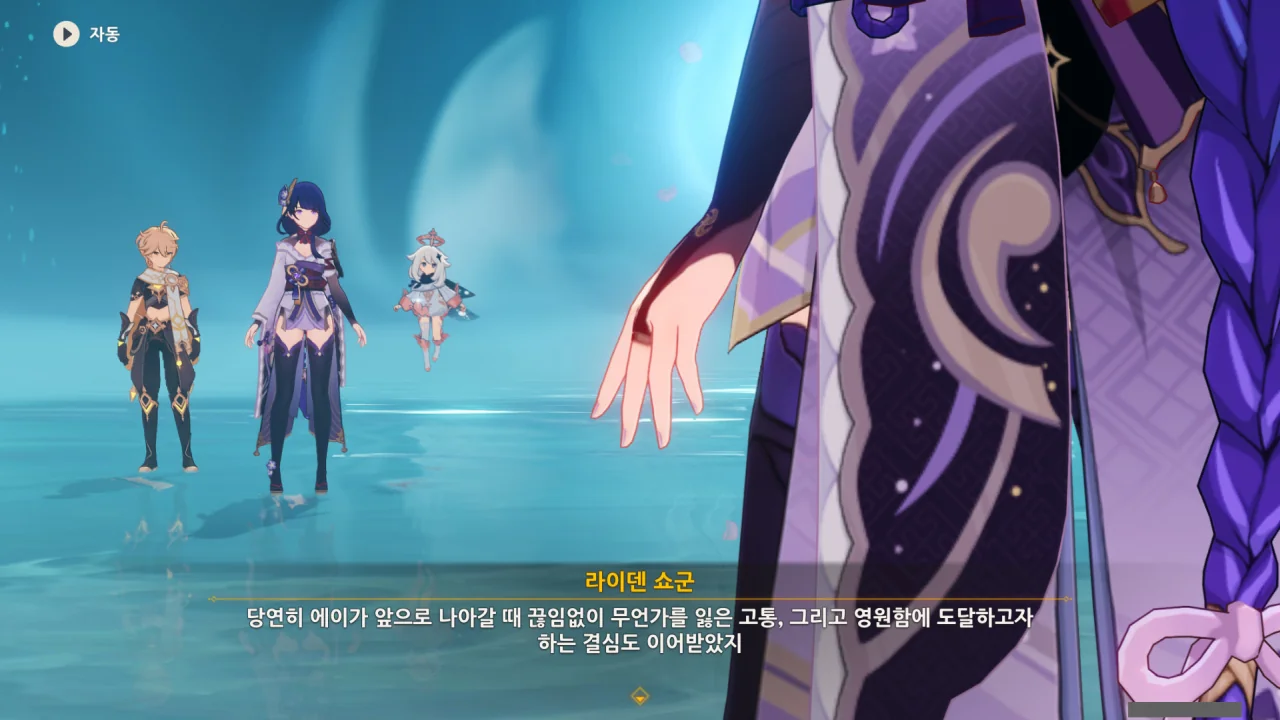 자동
라이덴 쇼군
당연히 에이가 앞으로 나아갈 때 끊임없이 무언가를 잃은 고통, 그리고 영원함에 도달하고자
하는 결심도 이어받았지